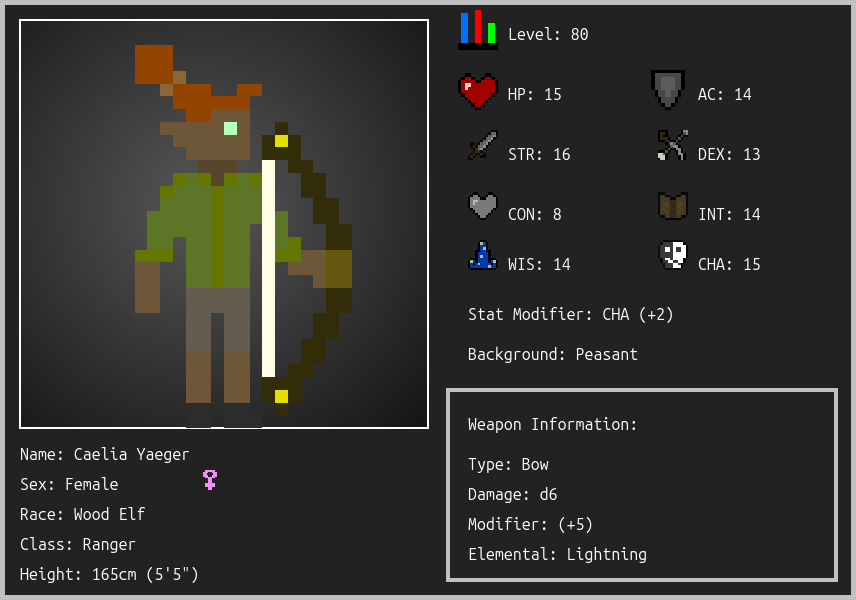 Level: 80
HP: 15
AC: 14
STR: 16
DEX: 13
CON: 8
INT: 14
WIS: 14
CHA: 15
Stat Modifier: CHA (+2)
Background: Peasant
Weapon Information:
Type: Bow
Damage: d6
Modifier: (+5)
Elemental: Lightning
Name: Caelia Yaeger
Sex: Female
Race: Wood Elf
Class: Ranger
Height: 165cm (5'5")